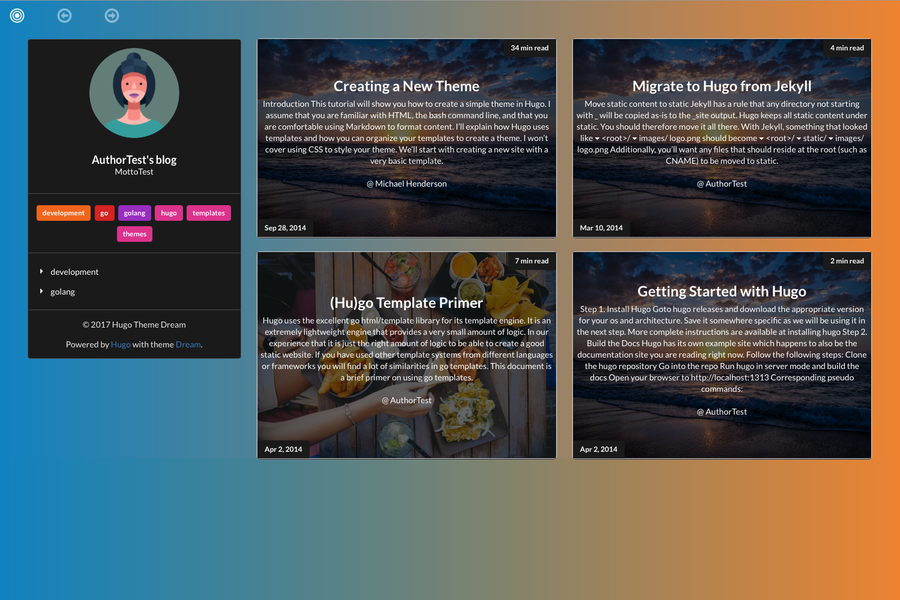 AuthorTest's blog
MottoTest
development
go
golang
hugo
templates
themes
development
golang
© 2017 Hugo Theme Dream
Powered by Hugo with theme Dream.
34 min read
Creating a New Theme
Introduction This tutorial will show you how to create a simple theme in Hugo. I
assume that you are familiar with HTML, the bash command line, and that you
are comfortable using Markdown to format content. I'll explain how Hugo uses
templates and how you can organize your templates to create a theme. I won't
cover using CSS to style your theme. We'll start with creating a new site with a
very basic template.
@ Michael Henderson
Sep 28, 2014
4 min read
Migrate to Hugo from Jekyll
Move static content to static Jekyll has a rule that any directory not starting
with _ will be copied as-is to the _site output. Hugo keeps all static content under
static. You should therefore move it all there. With Jekyll, something that looked
like ▾ <root>/ ▾ images/ logo.png should become ▾ <root>/ ▾ static/ ▾ images/
logo.png Additionally, you'll want any files that should reside at the root (such as
CNAME) to be moved to static.
@ AuthorTest
Mar 10, 2014
7 min read
(Hu)go Template Primer
Hugo uses the excellent go html/template library for its template engine. It is an
extremely lightweight engine that provides a very small amount of logic. In our
experience that it is just the right amount of logic to be able to create a good
static website. If you have used other template systems from different languages
or frameworks you will find a lot of similarities in go templates. This document is
a brief primer on using go templates.
@ AuthorTest
Apr 2, 2014
2 min read
Getting Started with Hugo
Step 1. Install Hugo Goto hugo releases and download the appropriate version
for your os and architecture. Save it somewhere specific as we will be using it in
the next step. More complete instructions are available at installing hugo Step 2.
Build the Docs Hugo has its own example site which happens to also be the
documentation site you are reading right now. Follow the following steps: Clone
the hugo repository Go into the repo Run hugo in server mode and build the
docs Open your browser to http://localhost:1313 Corresponding pseudo
commands:
@ AuthorTest
Apr 2, 2014